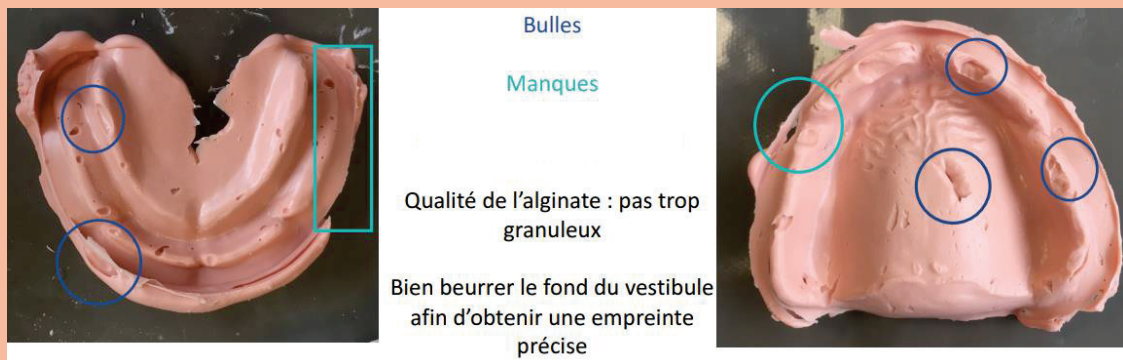 Bulles
Manques
Qualité de l'alginate : pas trop
granuleux
Bien beurrer le fond du vestibule
afin d'obtenir une empreinte
précise